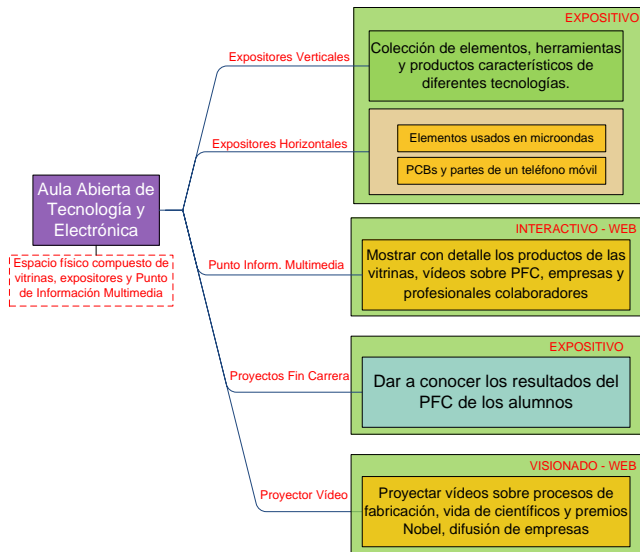 EXPOSITIVO
Expositores Verticales
Colección de elementos, herramientas
y productos característicos de
diferentes tecnologías.
Expositores Horizontales
Elementos usados en microondas
PCBs y partes de un teléfono móvil
Aula Abierta de
Tecnología y
Electrónica
Espacio físico compuesto de
vitrinas, expositores y Punto
de Información Multimedia
INTERACTIVO - WEB
Punto Inform. Multimedia
Mostrar con detalle los productos de las
vitrinas, vídeos sobre PFC, empresas y
profesionales colaboradores
EXPOSITIVO
Proyectos Fin Carrera
Dar a conocer los resultados del
PFC de los alumnos
VISIONADO - WEB
Proyector Vídeo
Proyectar vídeos sobre procesos de
fabricación, vida de científicos y premios
Nobel, difusión de empresas